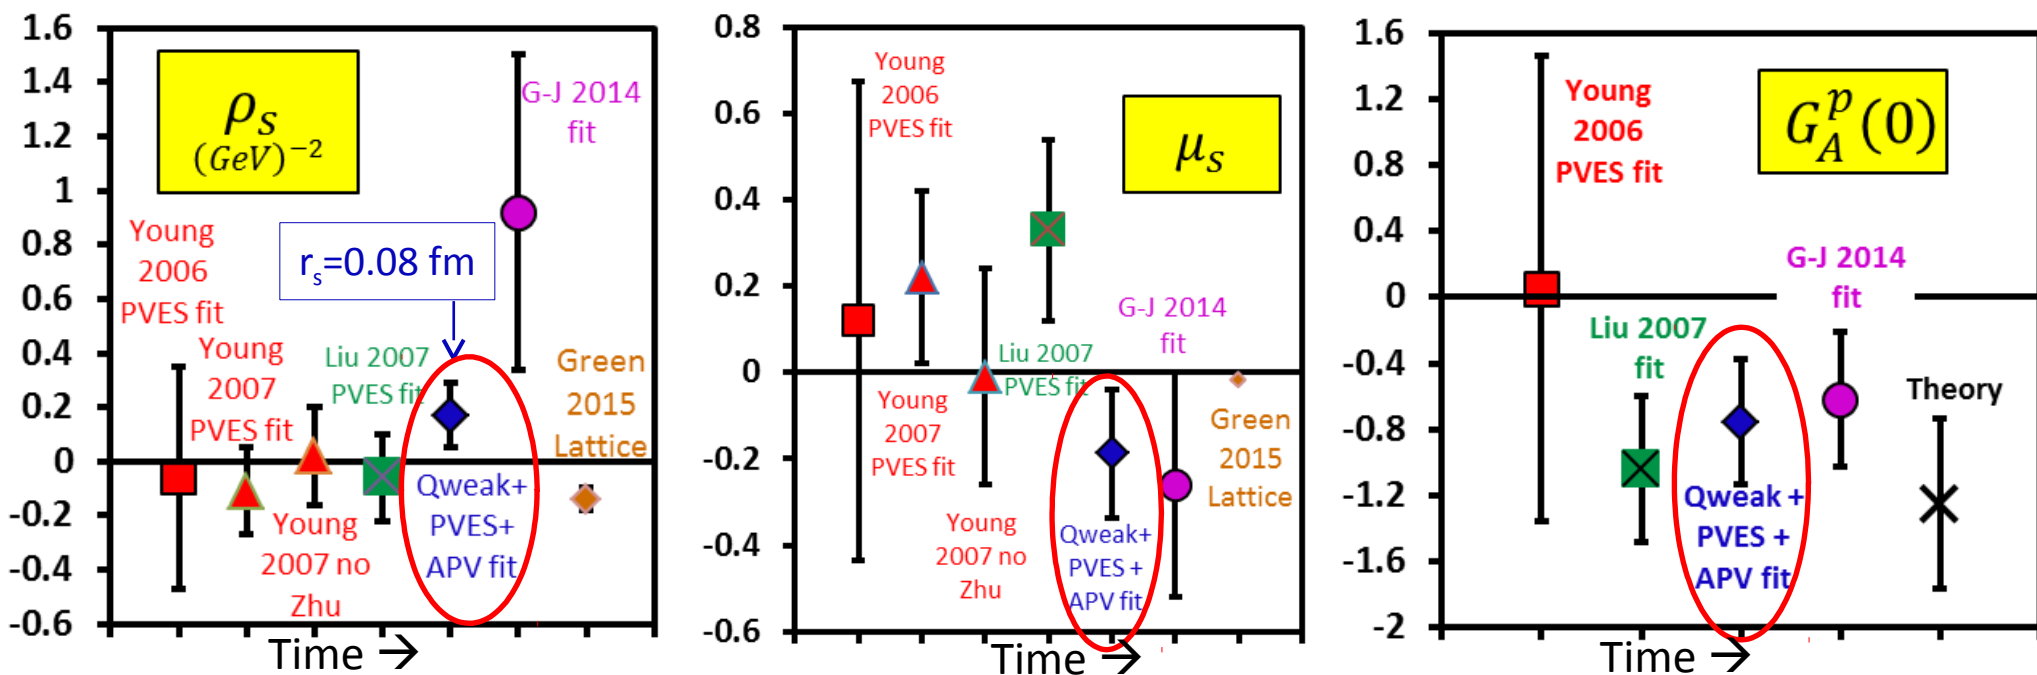 1.6
1.4
1.2
1
0.8
0.6
0.4
0.2
0
-0.2
-0.4
-0.6
ρs
(GeV)⁻²
G-J 2014
fit
Young
2006
PVES fit
rs=0.08 fm
Young
2007
PVES fit
Liu 2007
PVES fit
Green
2015
Lattice
Young
2007 no
Zhu
Qweak+
PVES+
APV fit
Time →
0.8
0.6
0.4
0.2
0
-0.2
-0.4
-0.6
Young
2006
PVES fit
μs
G-J 2014
fit
Liu 2007
PVES fit
Young
2007
PVES fit
Green
2015
Lattice
Young
2007 no
Zhu
Qweak+
PVES +
APV fit
Time →
1.6
1.2
0.8
0.4
0
-0.4
-0.8
-1.2
-1.6
-2
Young
2006
PVES fit
G_A^p(0)
G-J 2014
fit
Liu 2007
fit
Theory
Qweak +
PVES +
APV fit
Time →